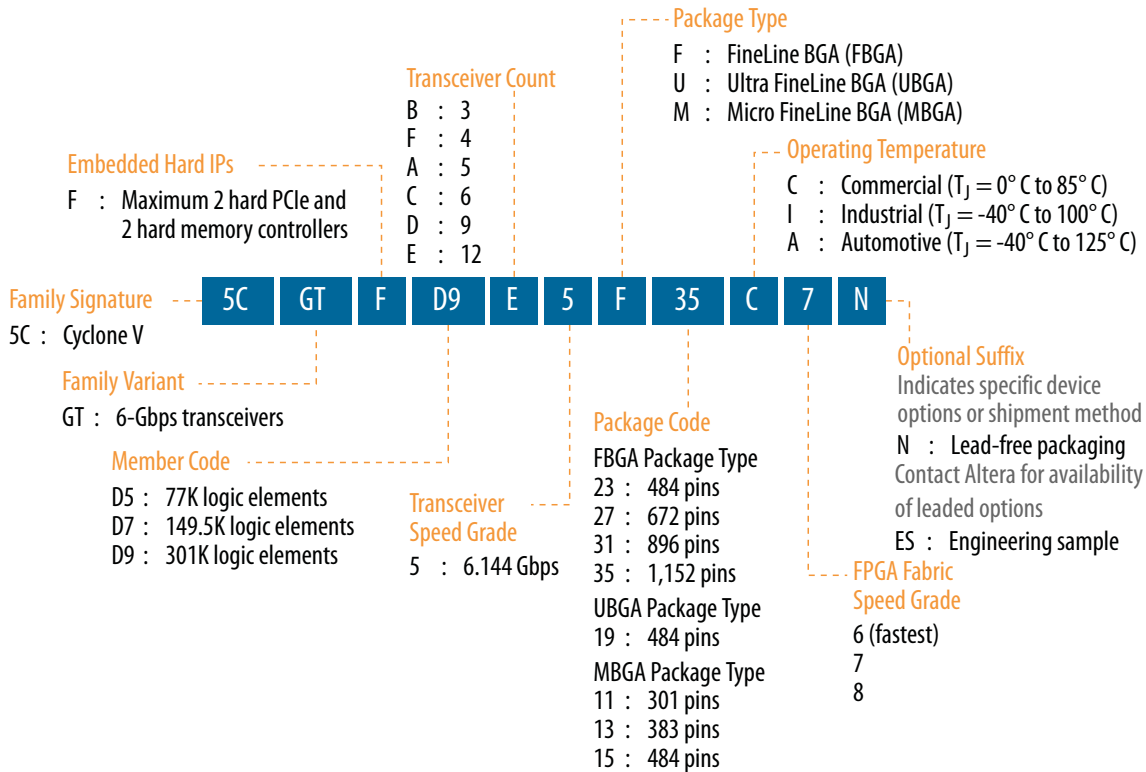 Package Type
F : FineLine BGA (FBGA)
U : Ultra FineLine BGA (UBGA)
M : Micro FineLine BGA (MBGA)
Transceiver Count
B : 3
F : 4
A : 5
C : 6
D : 9
E : 12
Embedded Hard IPs
F : Maximum 2 hard PCIe and
2 hard memory controllers
Operating Temperature
C : Commercial (TJ = 0° C to 85° C)
I : Industrial (TJ = -40° C to 100° C)
A : Automotive (TJ = -40° C to 125° C)
5C GT F D9 E 5 F 35 C 7 N
Family Signature
5C : Cyclone V
Family Variant
GT : 6-Gbps transceivers
Member Code
D5 : 77K logic elements
D7 : 149.5K logic elements
D9 : 301K logic elements
Transceiver
Speed Grade
5 : 6.144 Gbps
Package Code
FBGA Package Type
23 : 484 pins
27 : 672 pins
31 : 896 pins
35 : 1,152 pins
UBGA Package Type
19 : 484 pins
MBGA Package Type
11 : 301 pins
13 : 383 pins
15 : 484 pins
FPGA Fabric
Speed Grade
6 (fastest)
7
8
Optional Suffix
Indicates specific device
options or shipment method
N : Lead-free packaging
Contact Altera for availability
of leaded options
ES : Engineering sample